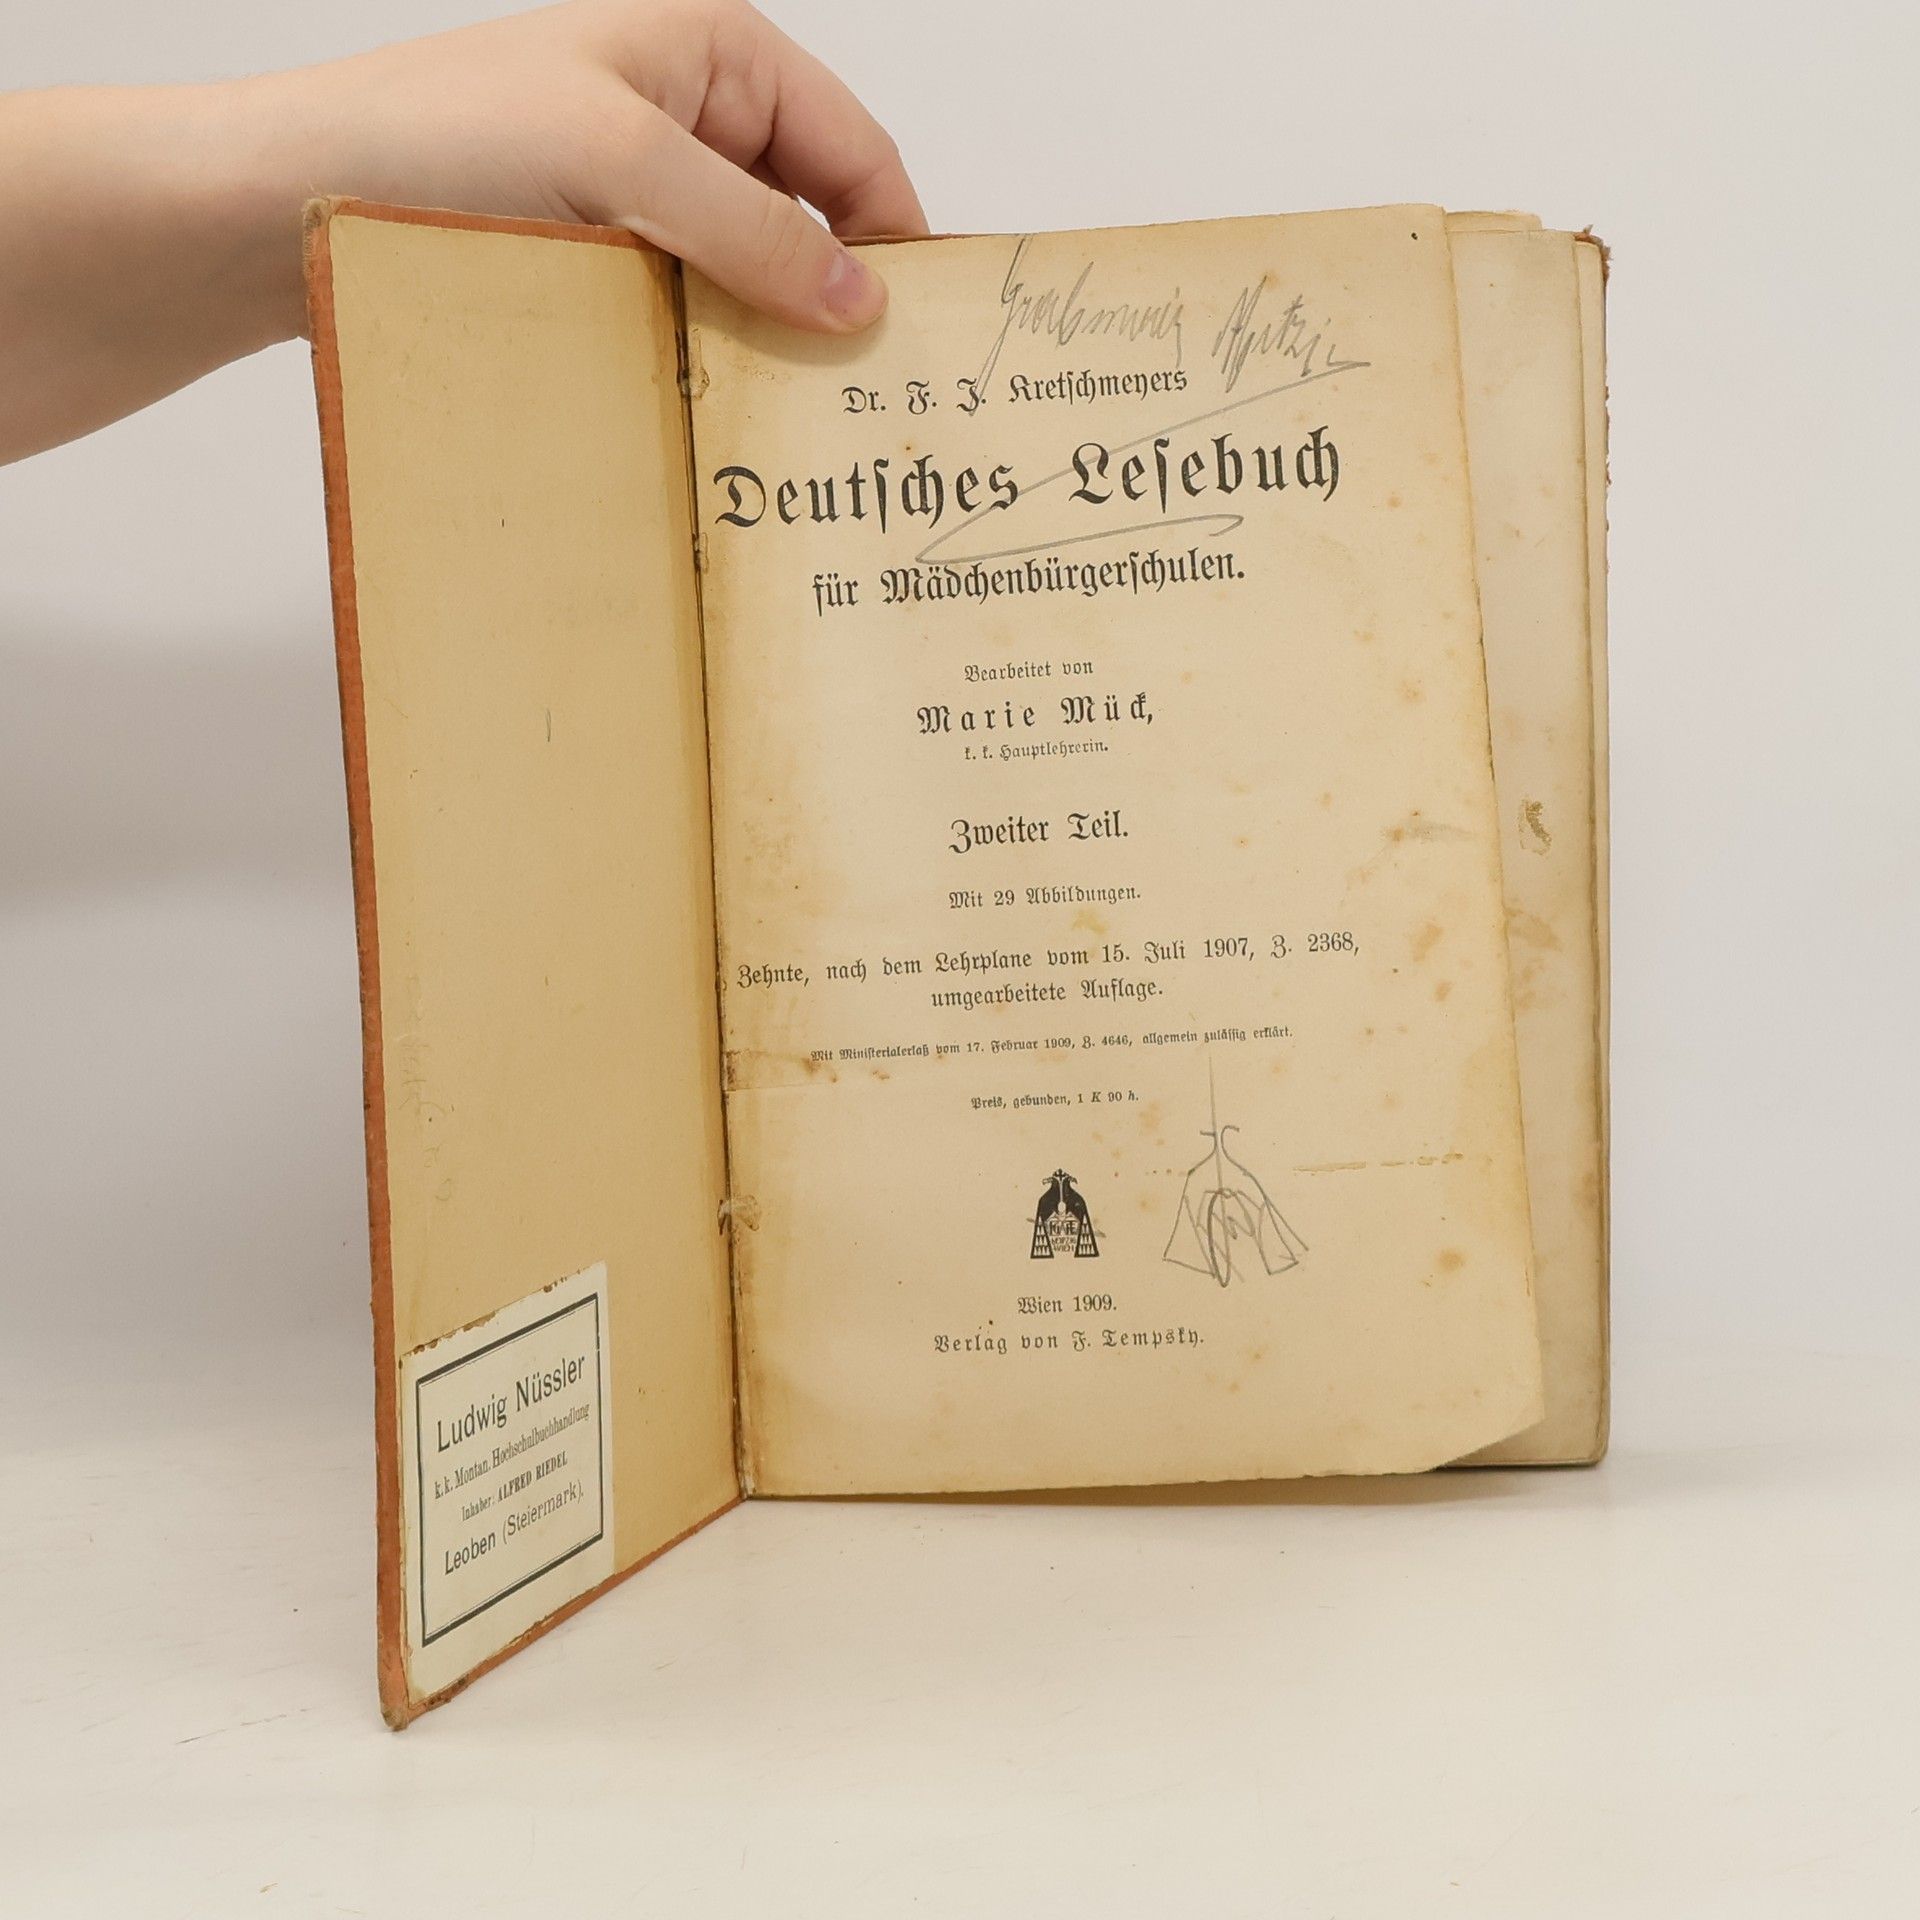 Dr. F. J. Kretschmeyers
Deutsches Lesebuch
für Mädchenbürgerschulen.
Bearbeitet von
Marie Mück,
k. k. Hauptlehrerin.
Zweiter Teil.
Mit 29 Abbildungen.
Zehnte, nach dem Lehrplane vom 15. Juli 1907, Z. 2368,
umgearbeitete Auflage.
Mit Ministerialerlaß vom 17. Februar 1909, Z. 4646, allgemein zulässig erklärt.
Preis, gebunden, 1 K 90 h.
LEIPZIG
WIEN
Wien 1909.
Verlag von F. Tempsky.
Ludwig Nüssler
k. k. Montan. Hochschulbuchhandlung
Inhaber: ALFRED RIEDEL
Leoben (Steiermark).